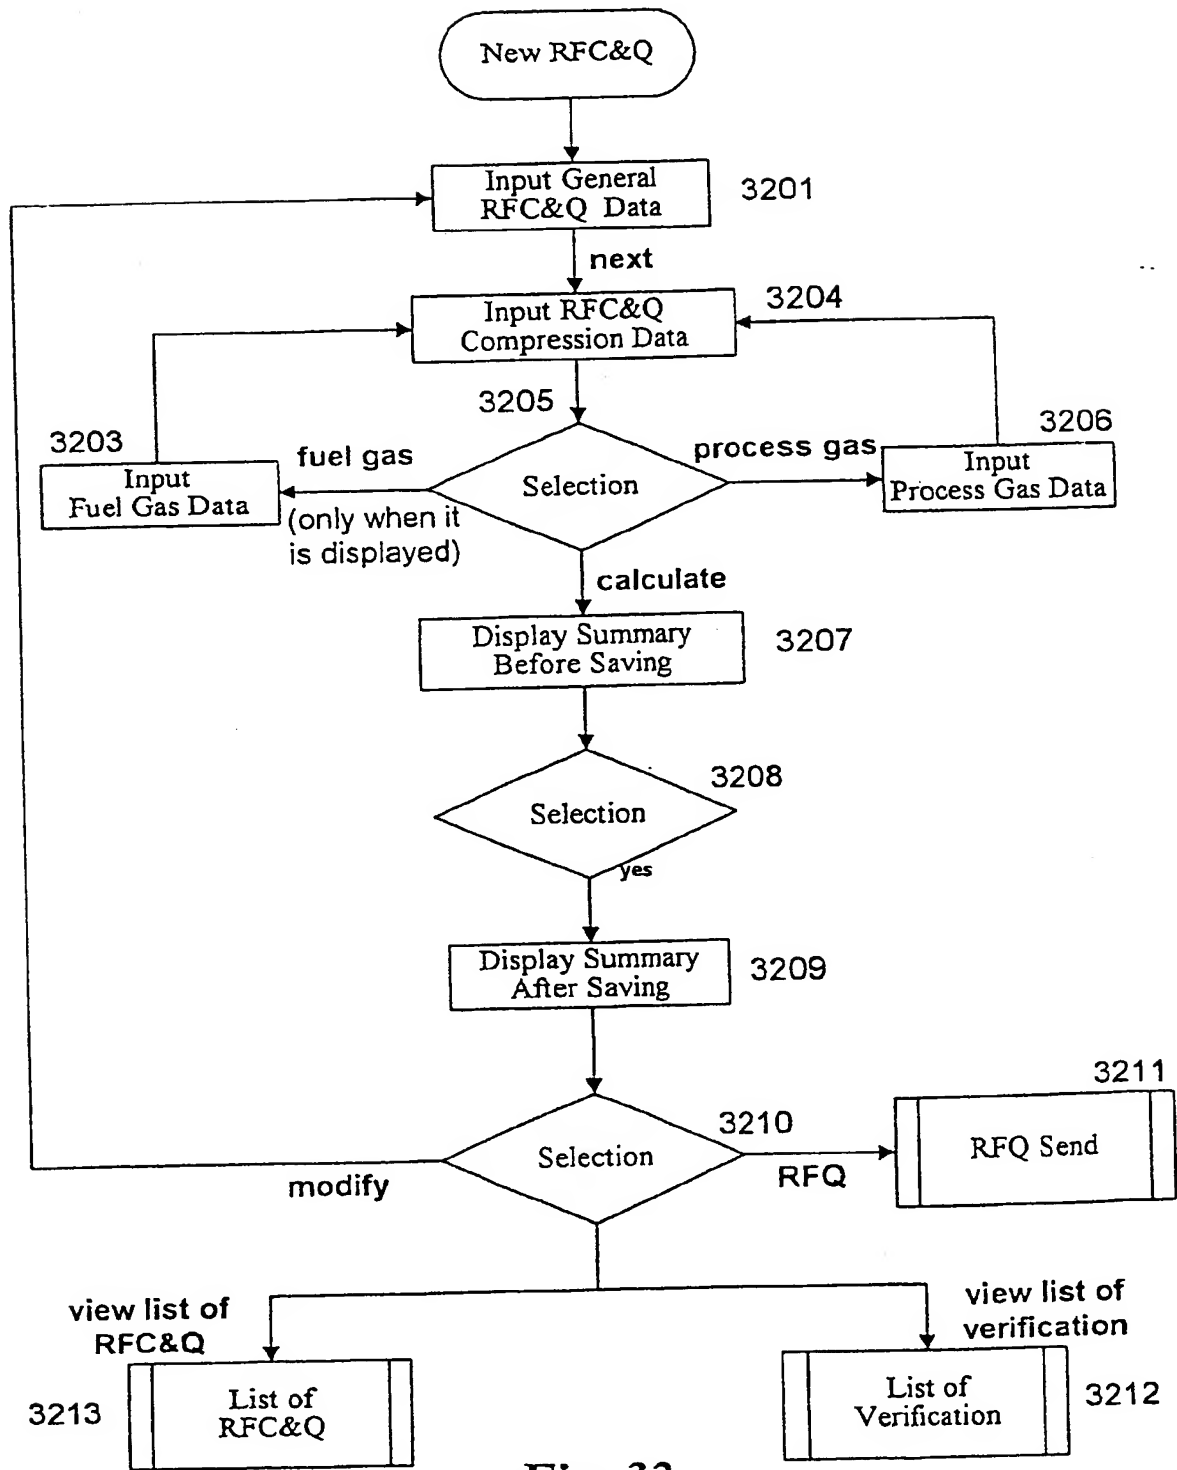 New RFC&Q
Input General
RFC&Q Data
3201
next
Input RFC&Q
Compression Data
3204
3205
3203
fuel gas
process gas
3206
Input
Fuel Gas Data
Selection
Input
Process Gas Data
(only when it
is displayed)
calculate
Display Summary
Before Saving
3207
3208
Selection
yes
Display Summary
After Saving
3209
3211
3210
Selection
RFQ Send
modify
RFQ
view list of
RFC&Q
view list of
verification
3213
List of
RFC&Q
List of
Verification
3212